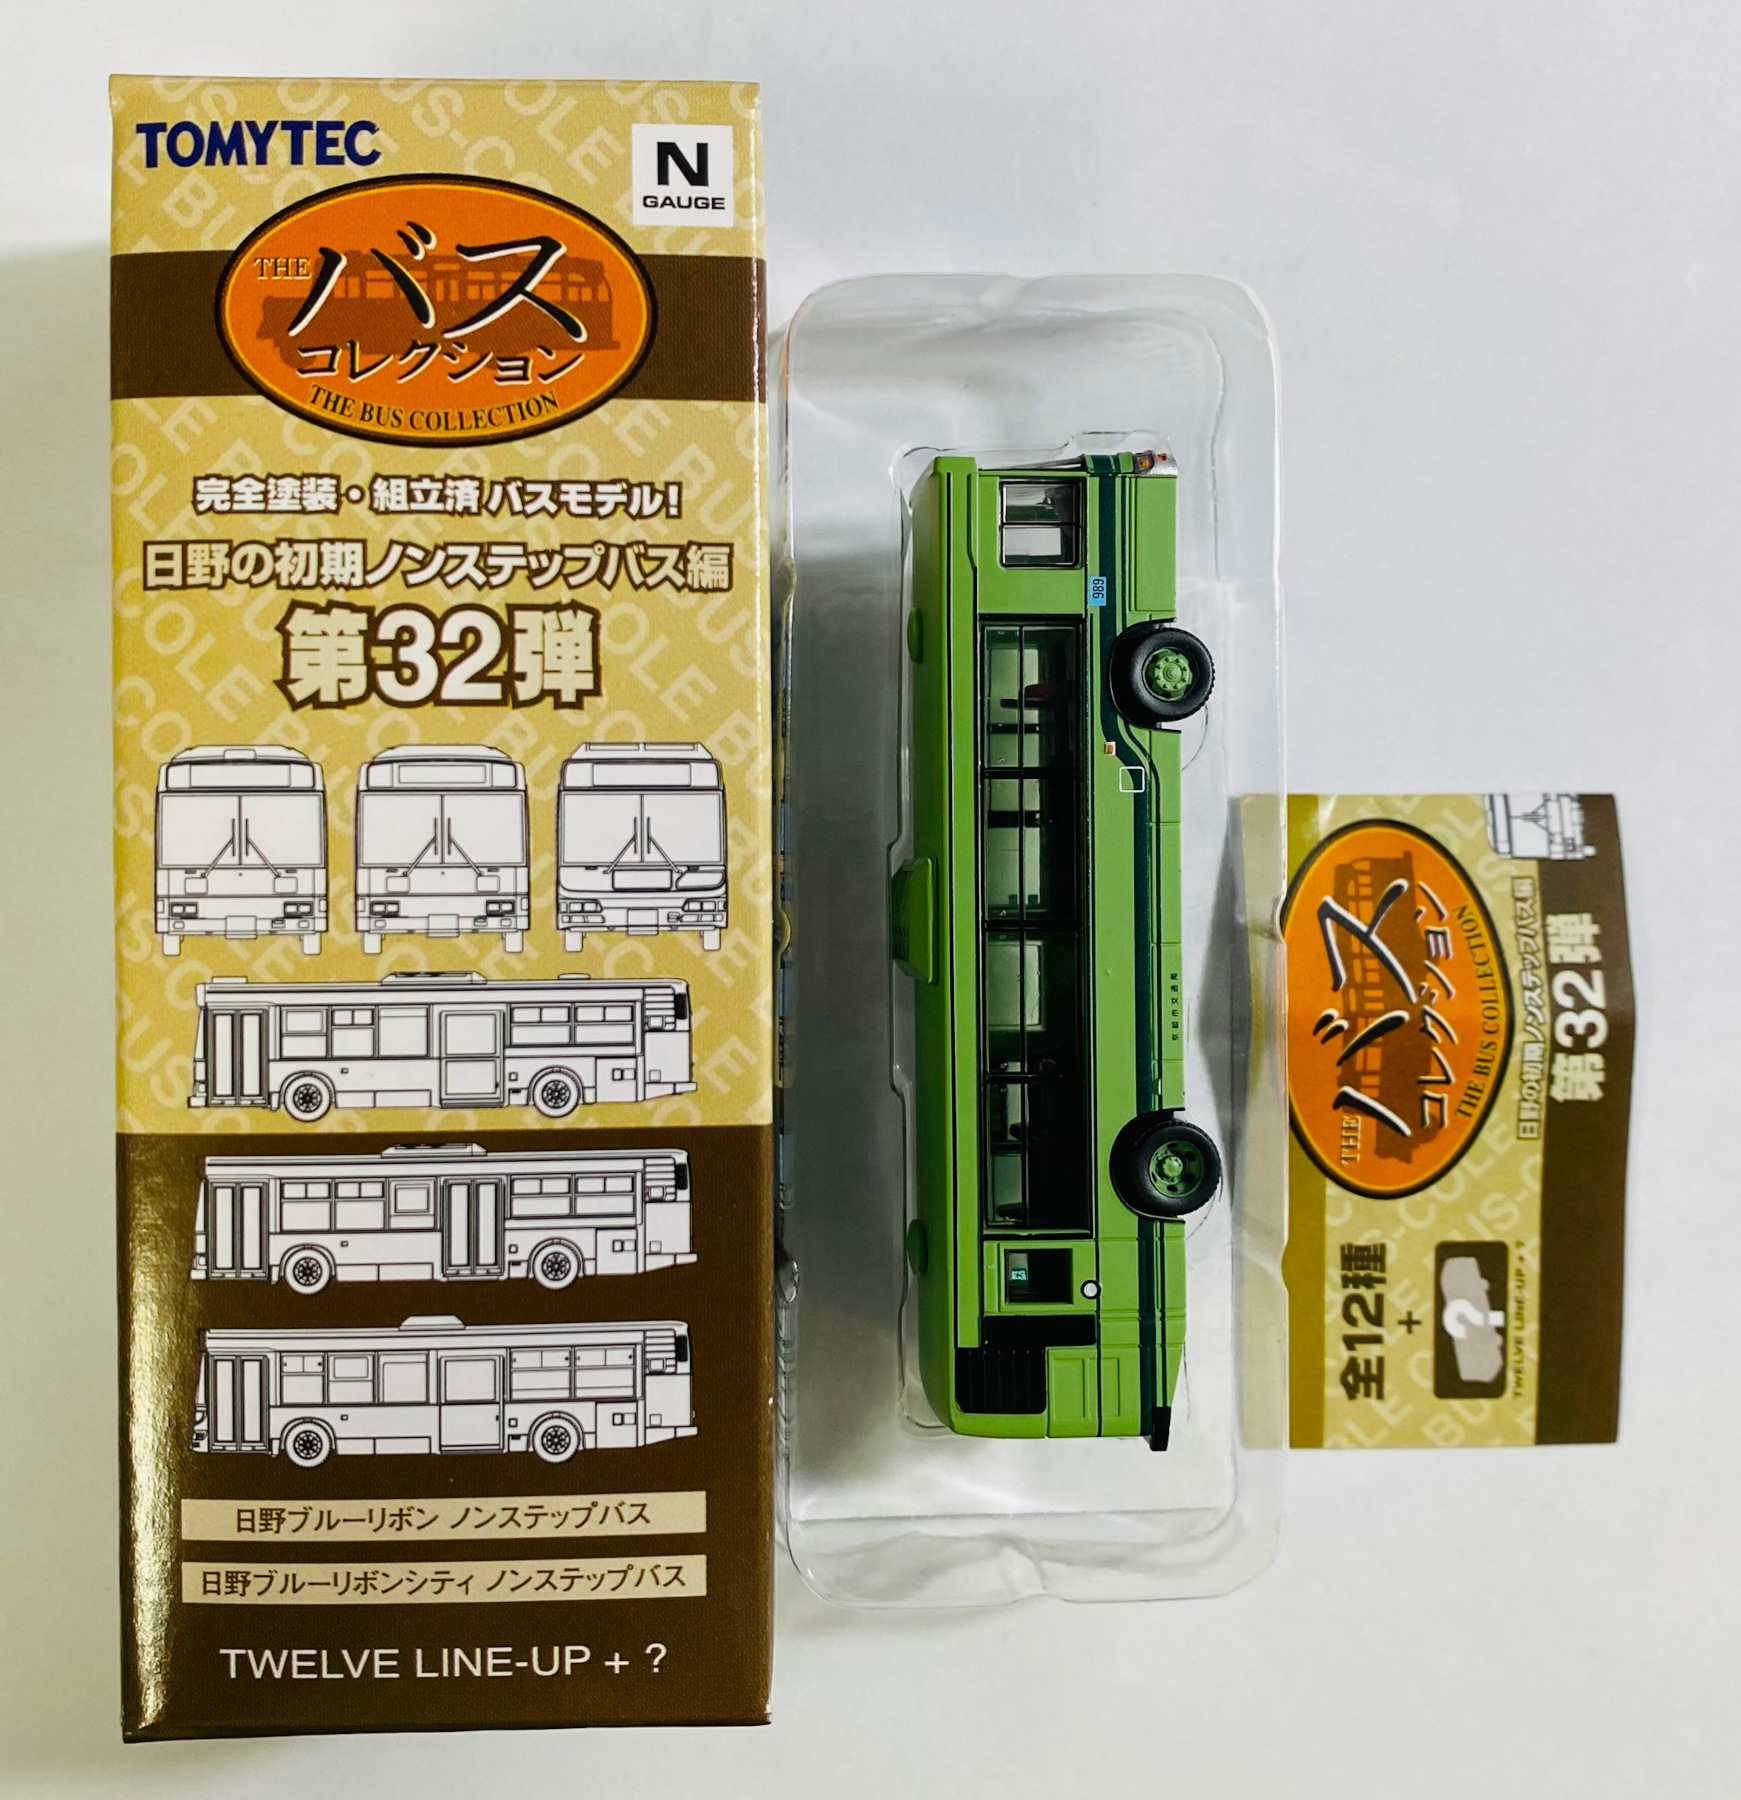 TOMYTEC
N
GAUGE
THE
バス
コレクション
THE BUS COLLECTION
完全塗装・組立済バスモデル!
日野の初期ノンステップバス編
第32弾
日野ブルーリボン ノンステップバス
日野ブルーリボンシティ ノンステップバス
TWELVE LINE-UP + ?
989
京都市交通局
THE
バス
コレクション
THE BUS COLLECTION
日野の初期ノンステップバス編
第32弾
全12種
+
?
TWELVE LINE-UP + ?